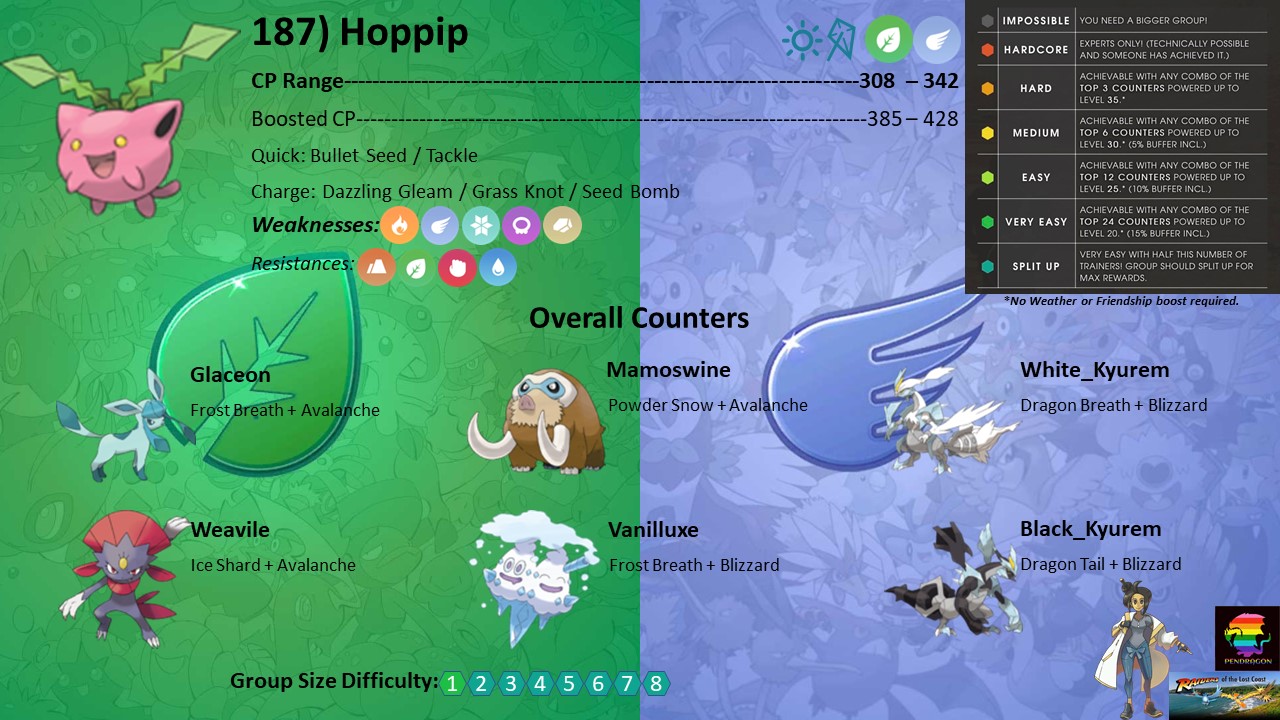 187) Hoppip
CP Range------------------------------------------------------------------------308 – 342
Boosted CP------------------------------------------------------------------------385 – 428
Quick: Bullet Seed / Tackle
Charge: Dazzling Gleam / Grass Knot / Seed Bomb
Weaknesses:
Resistances:
IMPOSSIBLE YOU NEED A BIGGER GROUP!
HARDCORE EXPERTS ONLY! (TECHNICALLY POSSIBLE
AND SOMEONE HAS ACHIEVED IT.)
HARD ACHIEVABLE WITH ANY COMBO OF THE
TOP 3 COUNTERS POWERED UP TO
LEVEL 35.*
MEDIUM ACHIEVABLE WITH ANY COMBO OF THE
TOP 6 COUNTERS POWERED UP TO
LEVEL 30.* (5% BUFFER INCL.)
EASY ACHIEVABLE WITH ANY COMBO OF THE
TOP 12 COUNTERS POWERED UP TO
LEVEL 25.* (10% BUFFER INCL.)
VERY EASY ACHIEVABLE WITH ANY COMBO OF THE
TOP 24 COUNTERS POWERED UP TO
LEVEL 20.* (15% BUFFER INCL.)
SPLIT UP VERY EASY WITH HALF THIS NUMBER OF
TRAINERS! GROUP SHOULD SPLIT UP FOR
MAX REWARDS.
*No Weather or Friendship boost required.
Overall Counters
Glaceon
Frost Breath + Avalanche
Mamoswine
Powder Snow + Avalanche
White_Kyurem
Dragon Breath + Blizzard
Weavile
Ice Shard + Avalanche
Vanilluxe
Frost Breath + Blizzard
Black_Kyurem
Dragon Tail + Blizzard
Group Size Difficulty: 1 2 3 4 5 6 7 8
PENDRAGON
RAIDERS of the Lost Coast